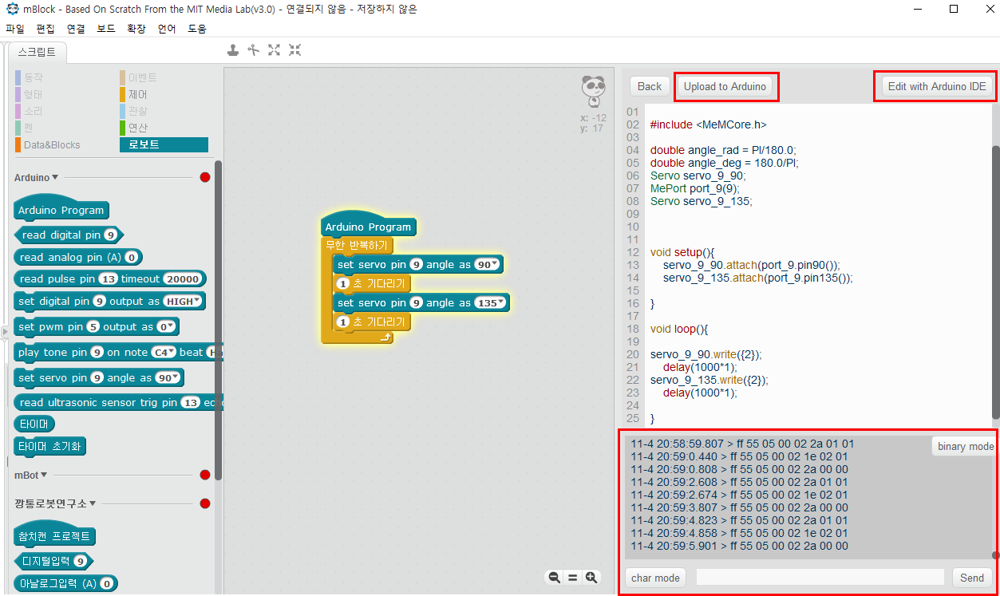 mBlock - Based On Scratch From the MIT Media Lab(v3.0) - 연결되지 않음 - 저장하지 않은
파일 편집 연결 보드 확장 언어 도움
스크립트
동작
이벤트
형태
제어
소리
관찰
펜
연산
Data&Blocks
로보트
Arduino
Arduino Program
read digital pin 9
read analog pin (A) 0
read pulse pin 13 timeout 20000
set digital pin 9 output as HIGH
set pwm pin 5 output as 0
play tone pin 9 on note C4 beat
set servo pin 9 angle as 90
read ultrasonic sensor trig pin 13
타이머
타이머 초기화
mBot
깡통로봇연구소
참치캔 프로젝트
디지털입력 9
아날로그입력 (A) 0
x: -12
y: 17
Arduino Program
무한 반복하기
set servo pin 9 angle as 90
1 초 기다리기
set servo pin 9 angle as 135
1 초 기다리기
Back Upload to Arduino Edit with Arduino IDE
01
02 #include <MeMCore.h>
03
04 double angle_rad = PI/180.0;
05 double angle_deg = 180.0/PI;
06 Servo servo_9_90;
07 MePort port_9(9);
08 Servo servo_9_135;
09
10
11
12 void setup(){
13 servo_9_90.attach(port_9.pin90());
14 servo_9_135.attach(port_9.pin135());
15
16 }
17
18 void loop(){
19
20 servo_9_90.write({2});
21 delay(1000*1);
22 servo_9_135.write({2});
23 delay(1000*1);
24
25 }
11-4 20:58:59.807 > ff 55 05 00 02 2a 01 01
binary mode
11-4 20:59:0.440 > ff 55 05 00 02 1e 02 01
11-4 20:59:0.808 > ff 55 05 00 02 2a 00 00
11-4 20:59:2.608 > ff 55 05 00 02 2a 01 01
11-4 20:59:2.674 > ff 55 05 00 02 1e 02 01
11-4 20:59:3.807 > ff 55 05 00 02 2a 00 00
11-4 20:59:4.823 > ff 55 05 00 02 2a 01 01
11-4 20:59:4.858 > ff 55 05 00 02 1e 02 01
11-4 20:59:5.901 > ff 55 05 00 02 2a 00 00
char mode Send